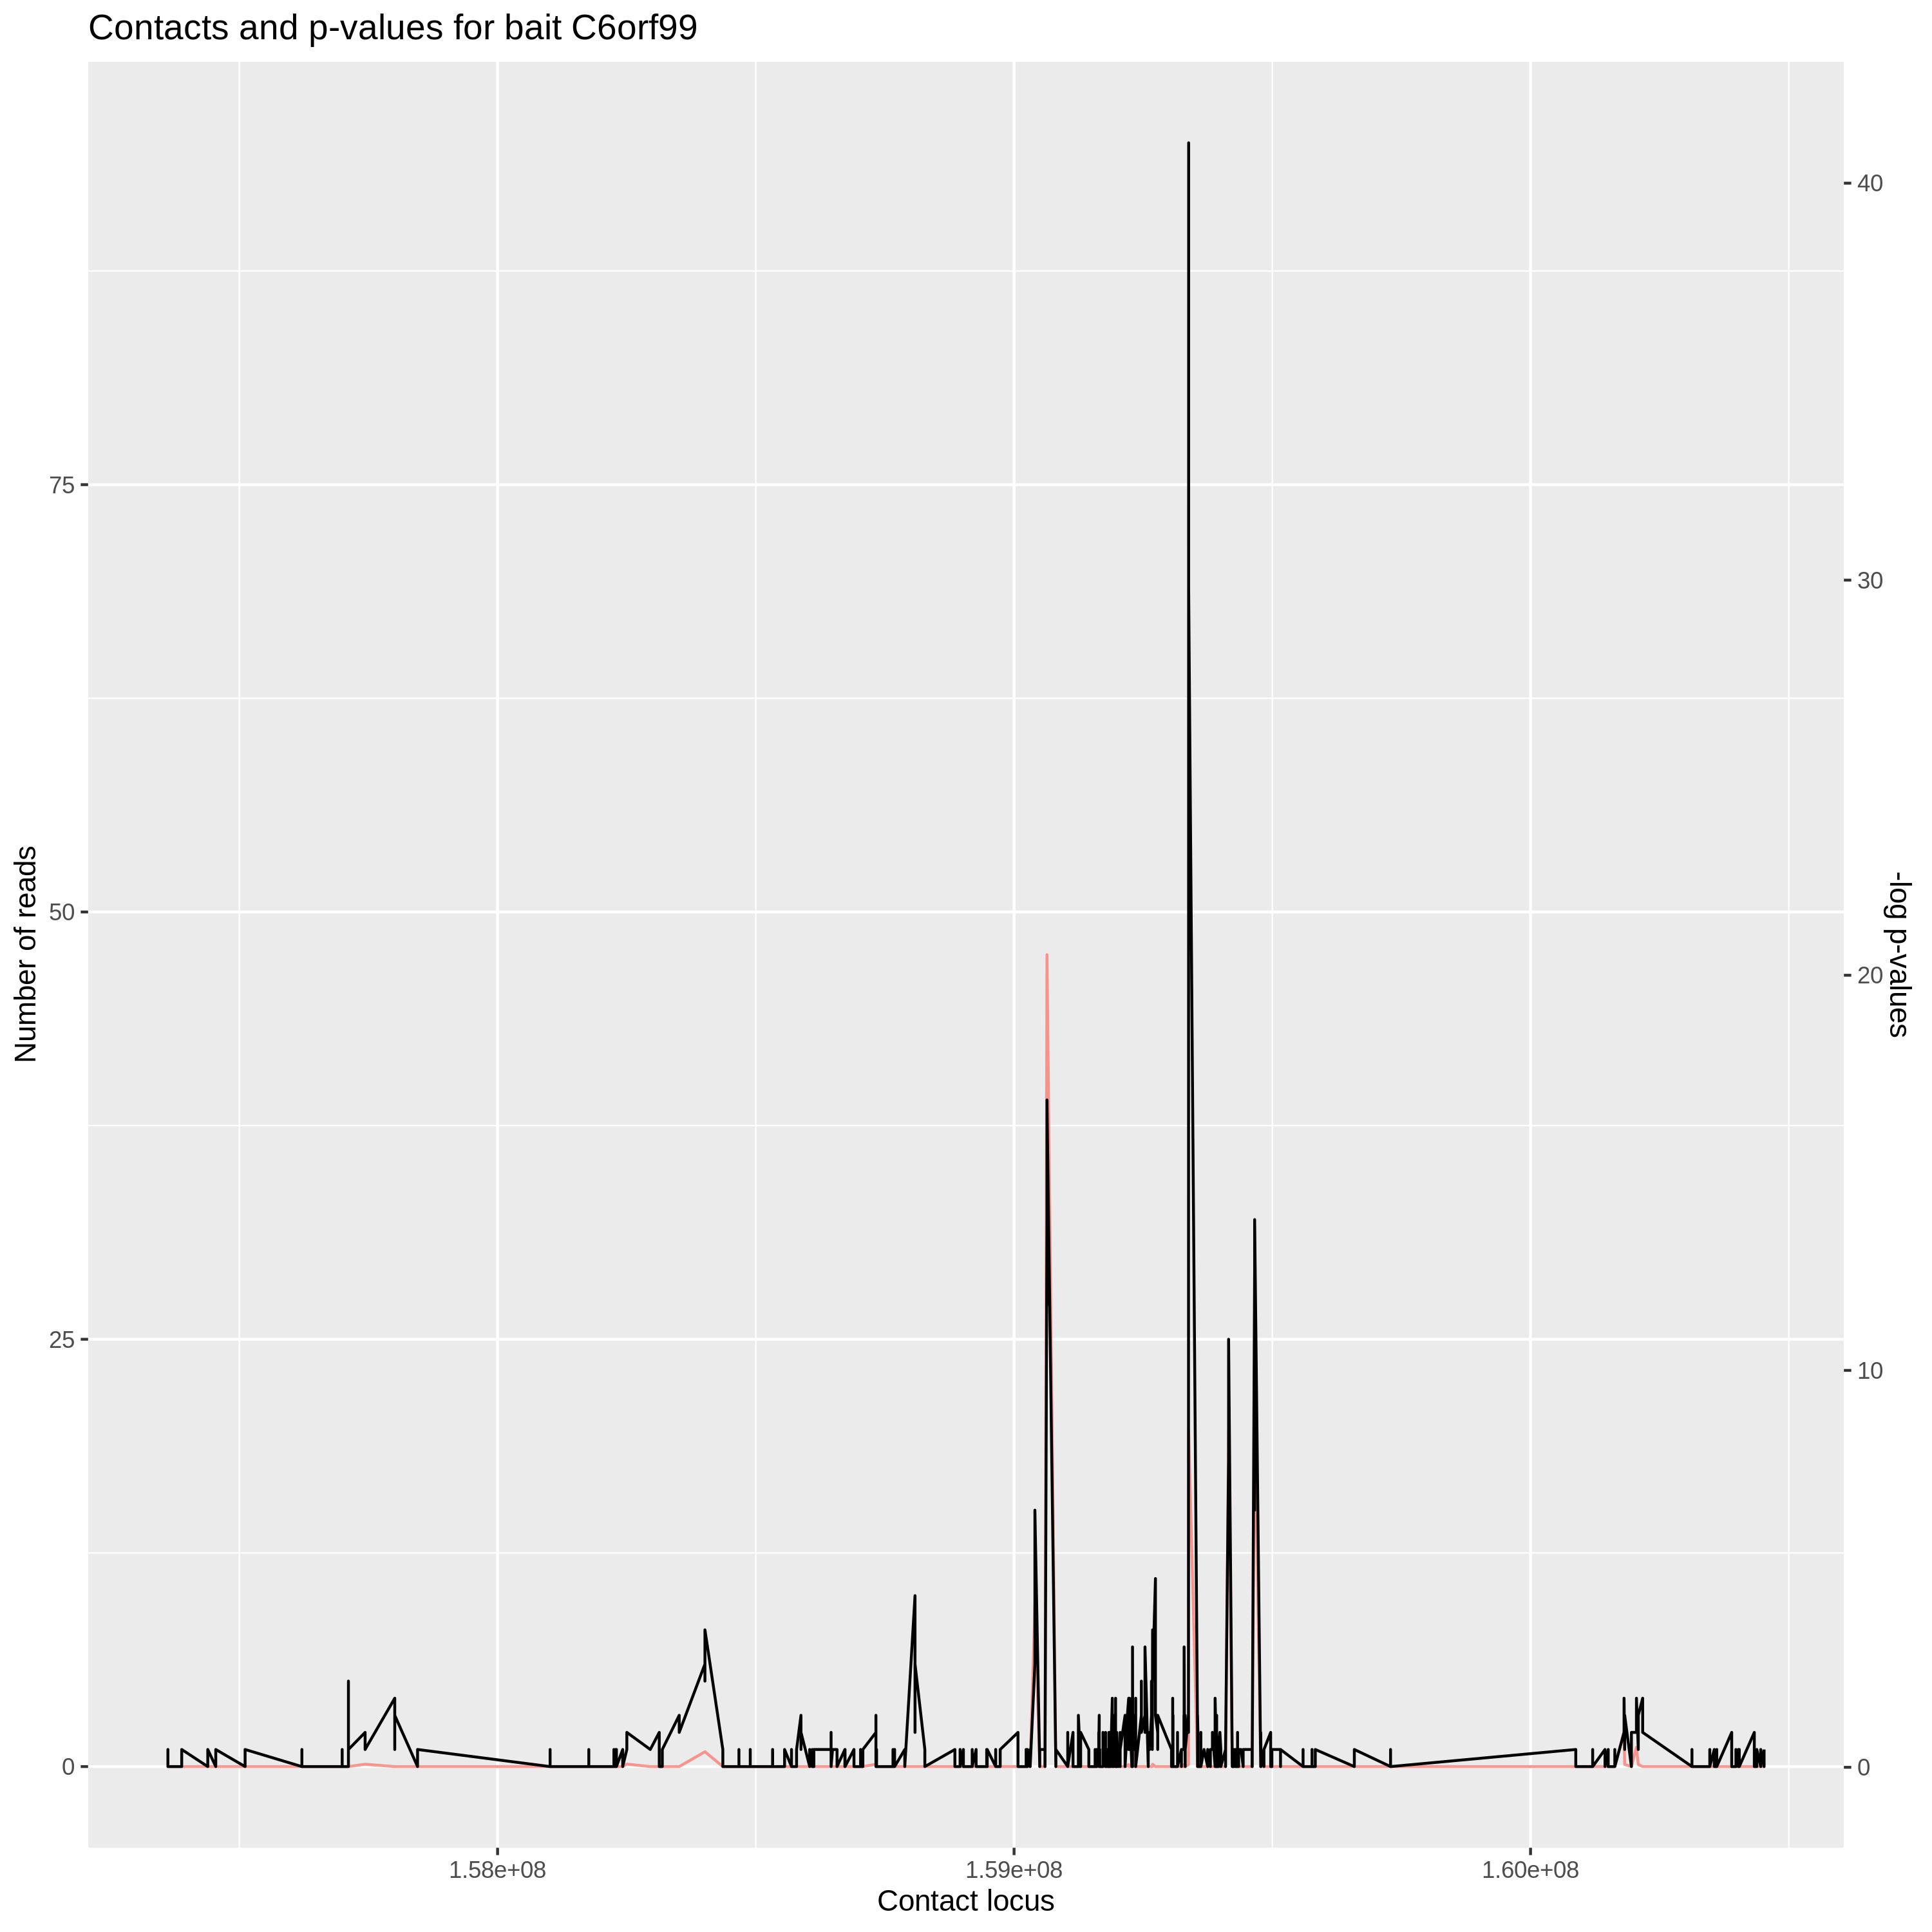 Contacts and p-values for bait C6orf99
Number of reads
75
50
25
0
40
30
20
10
0
-log p-values
1.58e+08
1.59e+08
1.60e+08
Contact locus